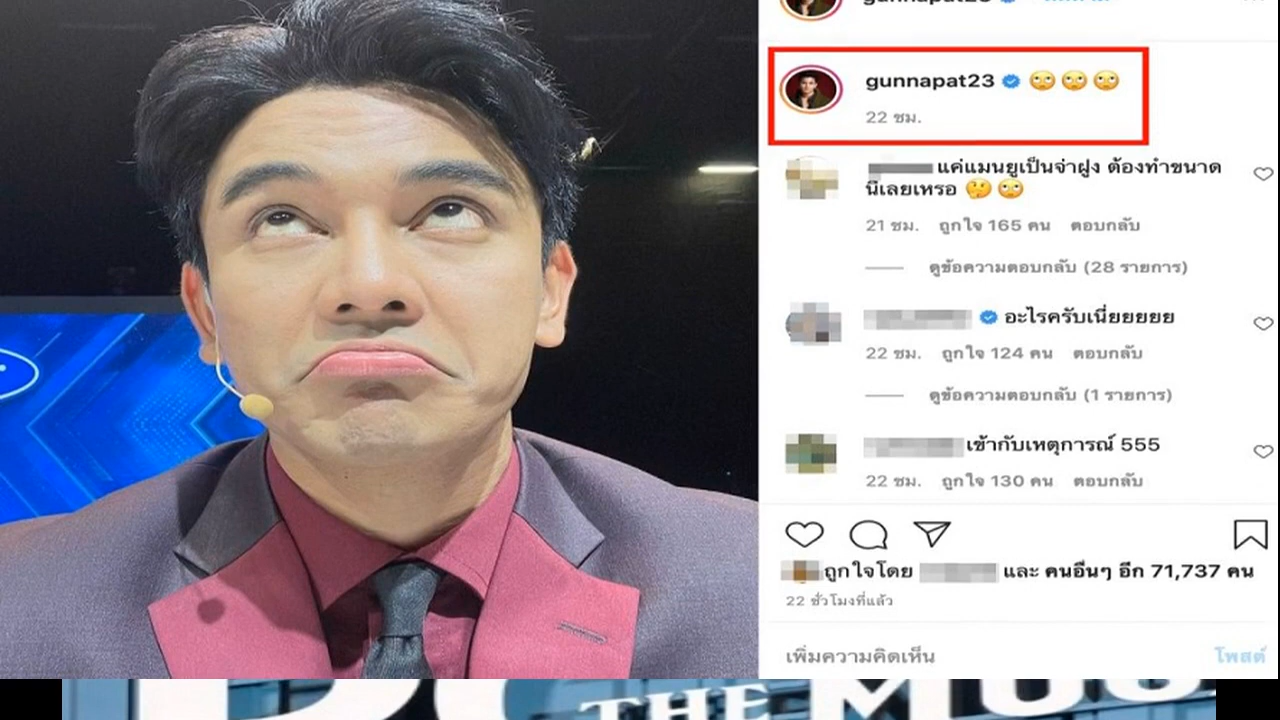 gunnapat23
22 ชม.
แค่แมนยูเป็นจ่าฝูง ต้องทำขนาด
นี้เลยเหรอ
21 ชม. ถูกใจ 165 คน ตอบกลับ
ดูข้อความตอบกลับ (28 รายการ)
อะไรครับเนี่ยยยยย
22 ชม. ถูกใจ 124 คน ตอบกลับ
ดูข้อความตอบกลับ (1 รายการ)
เข้ากับเหตุการณ์ 555
22 ชม. ถูกใจ 130 คน ตอบกลับ
ถูกใจโดย และ คนอื่นๆ อีก 71,737 คน
22 ชั่วโมงที่แล้ว
เพิ่มความคิดเห็น โพสต์
THE